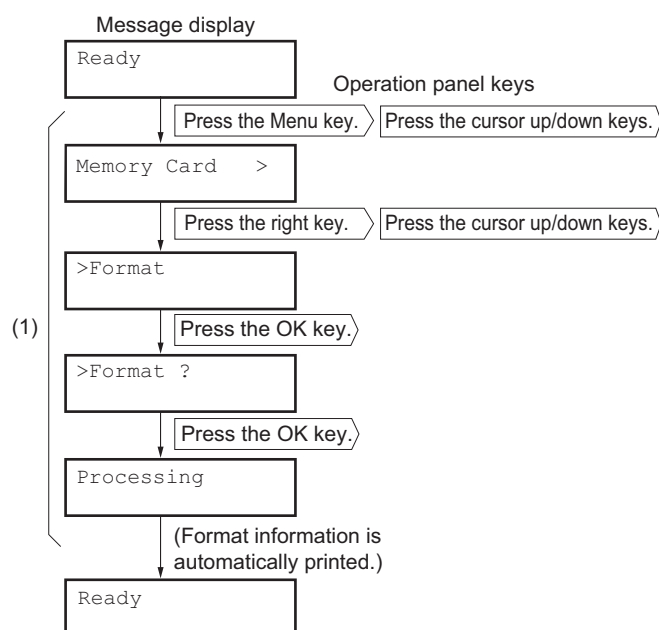 Message display
Ready
Operation panel keys
Press the Menu key. Press the cursor up/down keys.
Memory Card >
Press the right key. Press the cursor up/down keys.
>Format
(1)
Press the OK key.
>Format ?
Press the OK key.
Processing
(Format information is
automatically printed.)
Ready